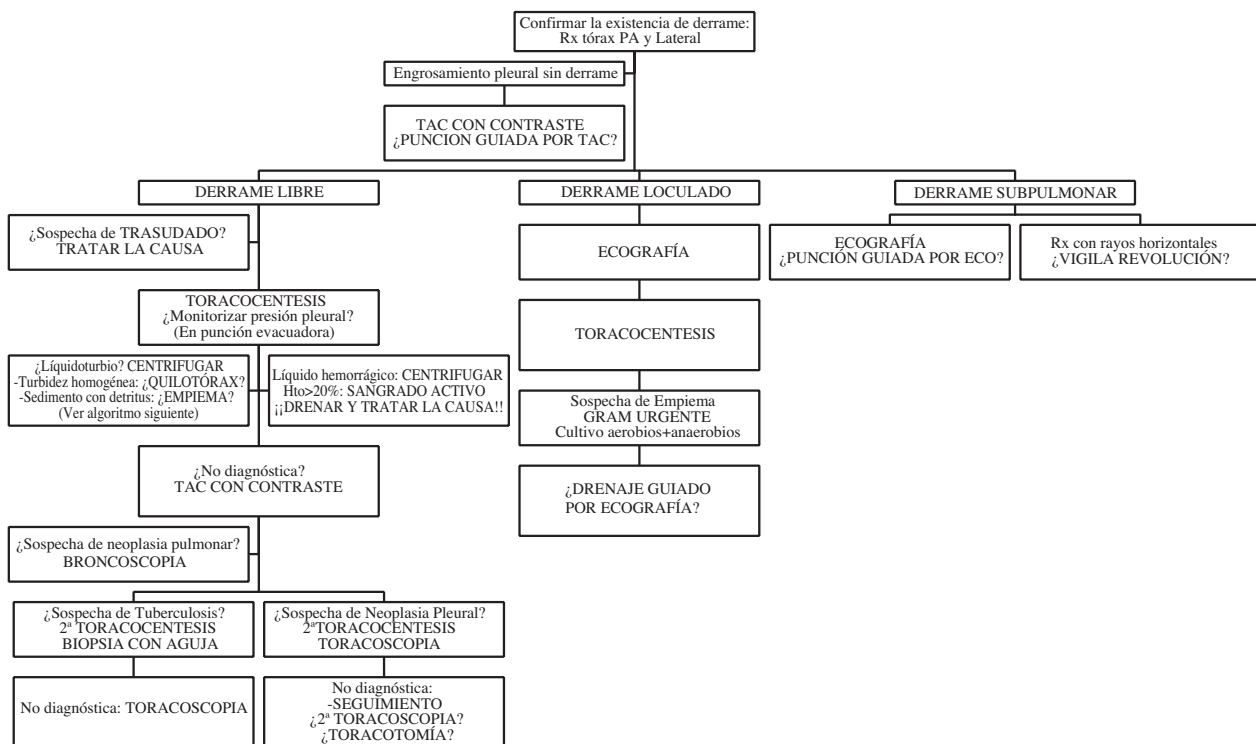 Confirmar la existencia de derrame:
Rx tórax PA y Lateral
Engrosamiento pleural sin derrame
TAC CON CONTRASTE
¿PUNCION GUIADA POR TAC?
DERRAME LIBRE
DERRAME LOCULADO
DERRAME SUBPULMONAR
¿Sospecha de TRASUDADO?
TRATAR LA CAUSA
ECOGRAFÍA
ECOGRAFÍA
¿PUNCIÓN GUIADA POR ECO?
Rx con rayos horizontales
¿VIGILA REVOLUCIÓN?
TORACOCENTESIS
¿Monitorizar presión pleural?
(En punción evacuadora)
TORACOCENTESIS
¿Líquidoturbio? CENTRIFUGAR
-Turbidez homogénea: ¿QUILOTÓRAX?
-Sedimento con detritus: ¿EMPIEMA?
(Ver algoritmo siguiente)
Líquido hemorrágico: CENTRIFUGAR
Hto>20%: SANGRADO ACTIVO
¡¡DRENAR Y TRATAR LA CAUSA!!
Sospecha de Empiema
GRAM URGENTE
Cultivo aerobios+anaerobios
¿No diagnóstica?
TAC CON CONTRASTE
¿DRENAJE GUIADO
POR ECOGRAFÍA?
¿Sospecha de neoplasia pulmonar?
BRONCOSCOPIA
¿Sospecha de Tuberculosis?
2ª TORACOCENTESIS
BIOPSIA CON AGUJA
¿Sospecha de Neoplasia Pleural?
2ªTORACOCENTESIS
TORACOSCOPIA
No diagnóstica: TORACOSCOPIA
No diagnóstica:
-SEGUIMIENTO
¿2ª TORACOSCOPIA?
¿TORACOTOMÍA?